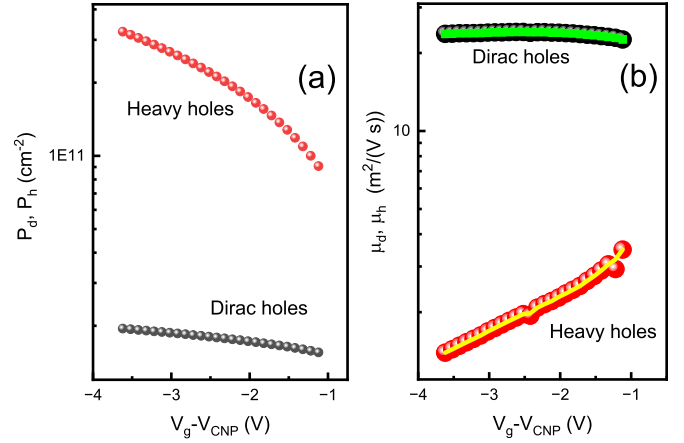 (a)
Heavy holes
Dirac holes
1E11
P_d, P_h (cm^-2)
−4 −3 −2 −1
V_g-V_CNP (V)
(b)
Dirac holes
Heavy holes
10
μ_d, μ_h (m^2/(V s))
−4 −3 −2 −1
V_g-V_CNP (V)